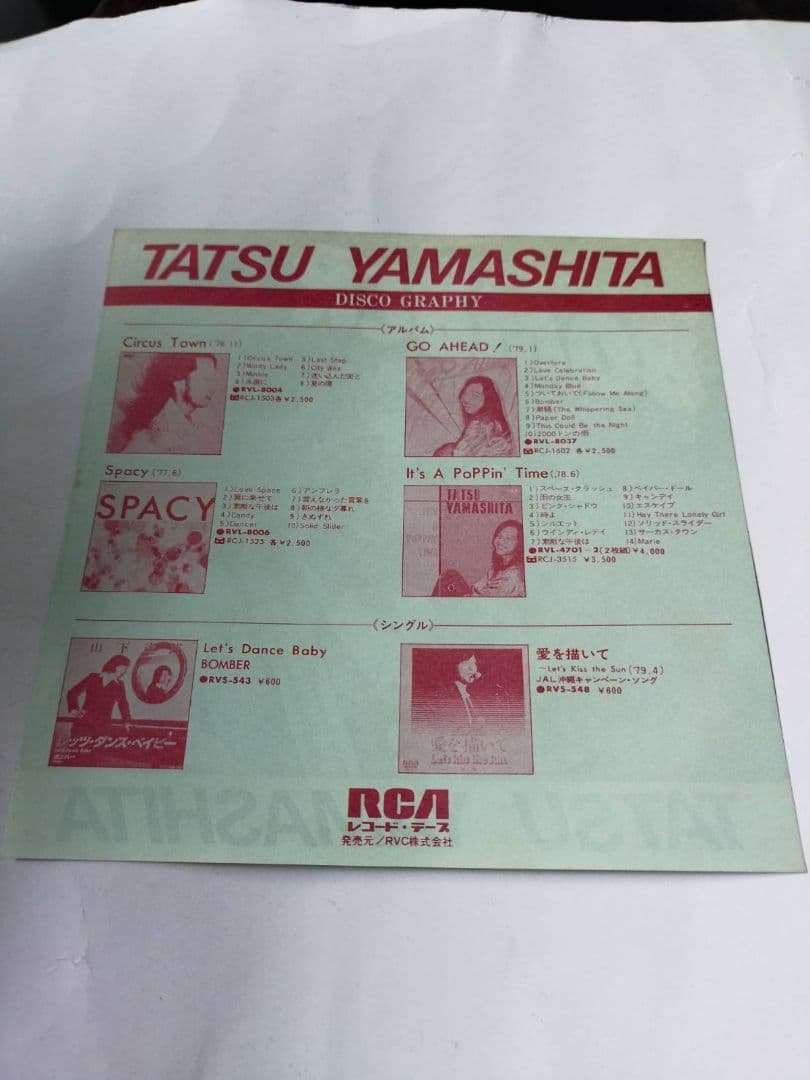 TATSU YAMASHITA
DISCO GRAPHY
〈アルバム〉
Circus Town ('76.11)
1) Circus Town
2) Windy Lady
3) Minnie
4) 永遠に
5) Last Step
6) City Way
7) 迷い込んだ街と
8) 夏の陽
●RVL-8004
RCJ-1503 各¥2,500
GO AHEAD! ('79.1)
1) Overture
2) Love Celebration
3) Let's Dance Baby
4) Monday Blue
5) ついておいで (Follow Me Along)
6) Bomber
7) 潮騒 (The Whispering Sea)
8) Paper Doll
9) This Could Be the Night
10) 2000トンの雨
●RVL-8037
RCJ-1602 各¥2,500
Spacy ('77.6)
SPACY
1) Love Space
2) 翼に乗せて
3) 素敵な午後は
4) Candy
5) Dancer
6) アンブレラ
7) 言えなかった言葉を
8) 朝の様な夕暮れ
9) きぬずれ
10) Solid Slider
●RVL-8006
RCJ-1525 各¥2,500
It's A PoPPin' Time ('78.6)
TATSU
YAMASHITA
1) スペース・クラッシュ
2) 雨の女王
3) ピンク・シャドウ
4) 時よ
5) シルエット
6) ウインディ・レディ
7) 素敵な午後は
8) ペイパー・ドール
9) キャンディ
10) エスケイプ
11) Hey There Lonely Girl
12) ソリッド・スライダー
13) サーカス・タウン
14) Marie
●RVL-4701~2 (2枚組) ¥4,000
RCJ-3515 ¥3,500
〈シングル〉
山下
レッツ・ダンス・ベイビー
ボンバー
Let's Dance Baby
BOMBER
●RVS-543 ¥600
愛を描いて
Let's Kiss the Sun
愛を描いて
~Let's Kiss the Sun ('79.4)
JAL沖縄キャンペーン・ソング
●RVS-548 ¥600
RCA
レコード・テープ
発売元/RVC株式会社